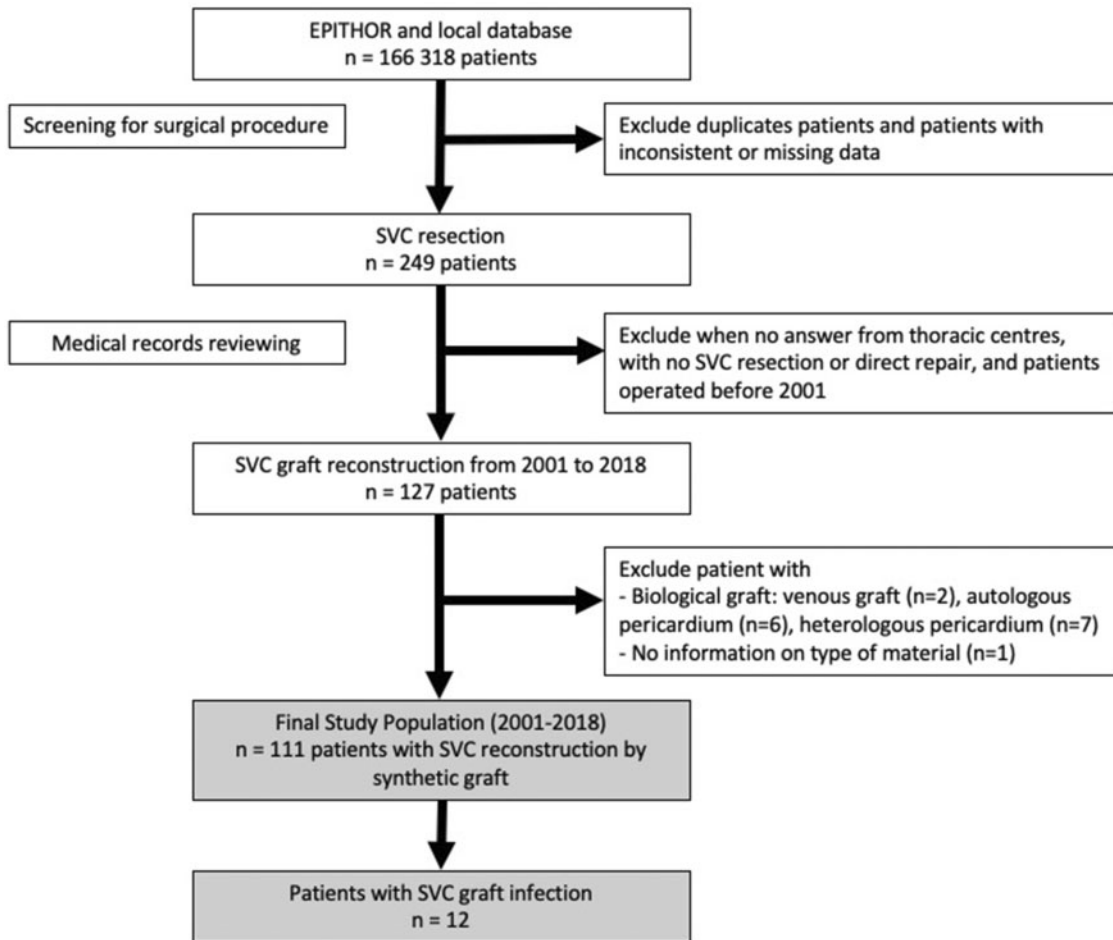 EPITHOR and local database
n = 166 318 patients
Screening for surgical procedure
Exclude duplicates patients and patients with
inconsistent or missing data
SVC resection
n = 249 patients
Medical records reviewing
Exclude when no answer from thoracic centres,
with no SVC resection or direct repair, and patients
operated before 2001
SVC graft reconstruction from 2001 to 2018
n = 127 patients
Exclude patient with
- Biological graft: venous graft (n=2), autologous
pericardium (n=6), heterologous pericardium (n=7)
- No information on type of material (n=1)
Final Study Population (2001-2018)
n = 111 patients with SVC reconstruction by
synthetic graft
Patients with SVC graft infection
n = 12